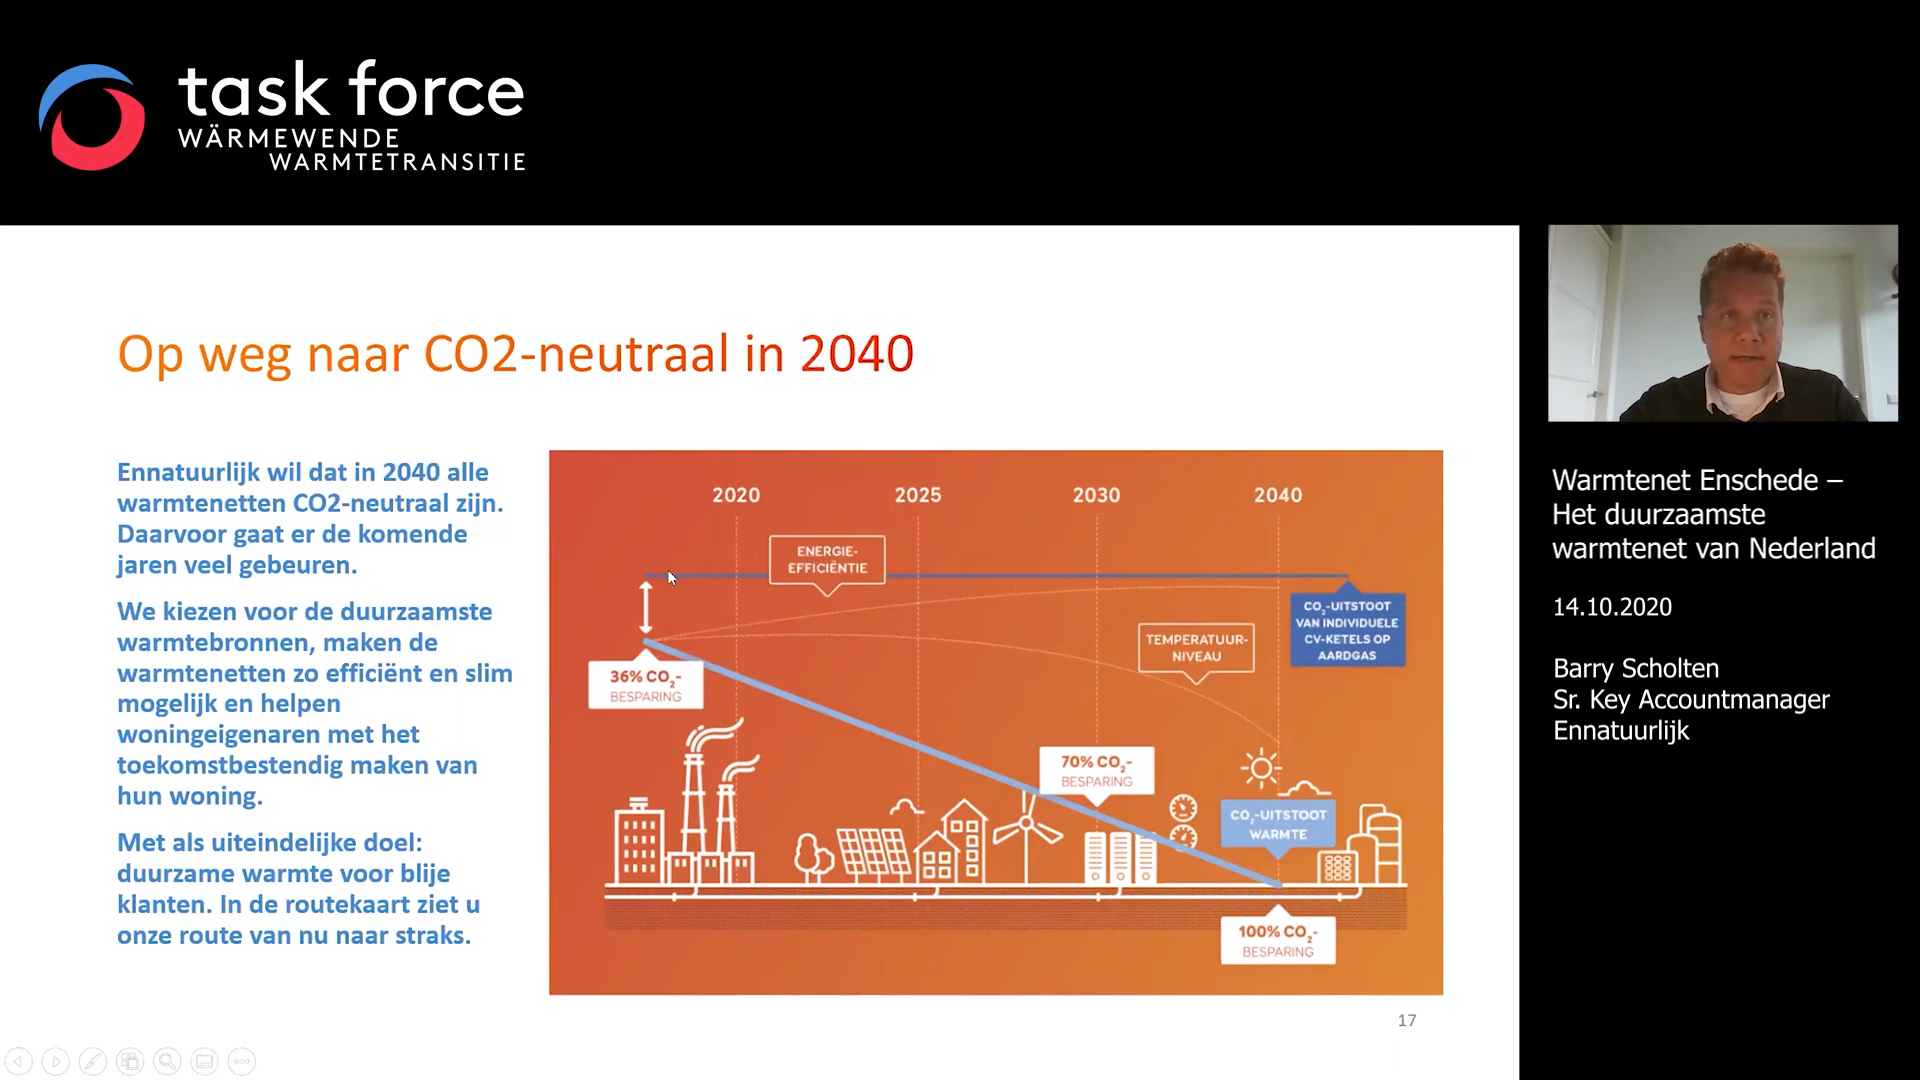 task force
WÄRMEWENDE
WARMTETRANSITIE
Op weg naar CO2-neutraal in 2040
Ennatuurlijk wil dat in 2040 alle
warmtenetten CO2-neutraal zijn.
Daarvoor gaat er de komende
jaren veel gebeuren.
We kiezen voor de duurzaamste
warmtebronnen, maken de
warmtenetten zo efficiënt en slim
mogelijk en helpen
woningeigenaren met het
toekomstbestendig maken van
hun woning.
Met als uiteindelijke doel:
duurzame warmte voor blije
klanten. In de routekaart ziet u
onze route van nu naar straks.
2020 2025 2030 2040
ENERGIE-
EFFICIËNTIE
CO₂-UITSTOOT
VAN INDIVIDUELE
CV-KETELS OP
AARDGAS
TEMPERATUUR-
NIVEAU
36% CO₂-
BESPARING
70% CO₂-
BESPARING
CO₂-UITSTOOT
WARMTE
100% CO₂-
BESPARING
17
Warmtenet Enschede –
Het duurzaamste
warmtenet van Nederland
14.10.2020
Barry Scholten
Sr. Key Accountmanager
Ennatuurlijk